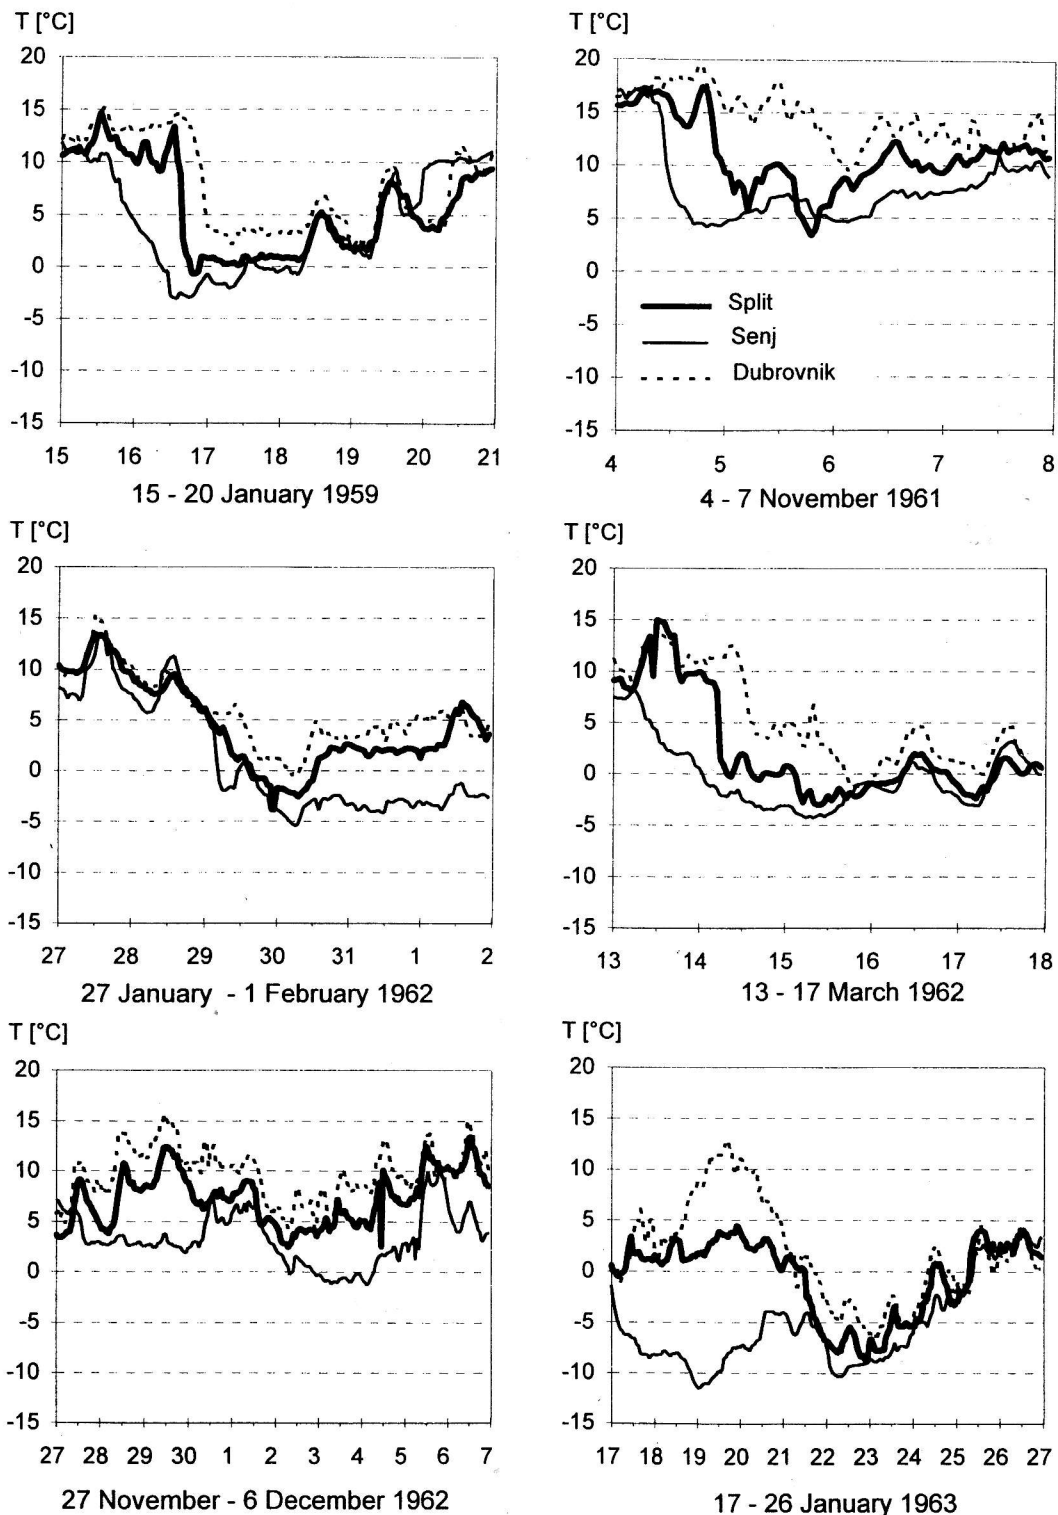 T [°C]
20
15
10
5
0
-5
-10
-15
15 16 17 18 19 20 21
15 - 20 January 1959
T [°C]
20
15
10
5
0
-5
-10
-15
Split
Senj
Dubrovnik
4 5 6 7 8
4 - 7 November 1961
T [°C]
20
15
10
5
0
-5
-10
-15
27 28 29 30 31 1 2
27 January - 1 February 1962
T [°C]
20
15
10
5
0
-5
-10
-15
13 14 15 16 17 18
13 - 17 March 1962
T [°C]
20
15
10
5
0
-5
-10
-15
27 28 29 30 1 2 3 4 5 6 7
27 November - 6 December 1962
T [°C]
20
15
10
5
0
-5
-10
-15
17 18 19 20 21 22 23 24 25 26 27
17 - 26 January 1963